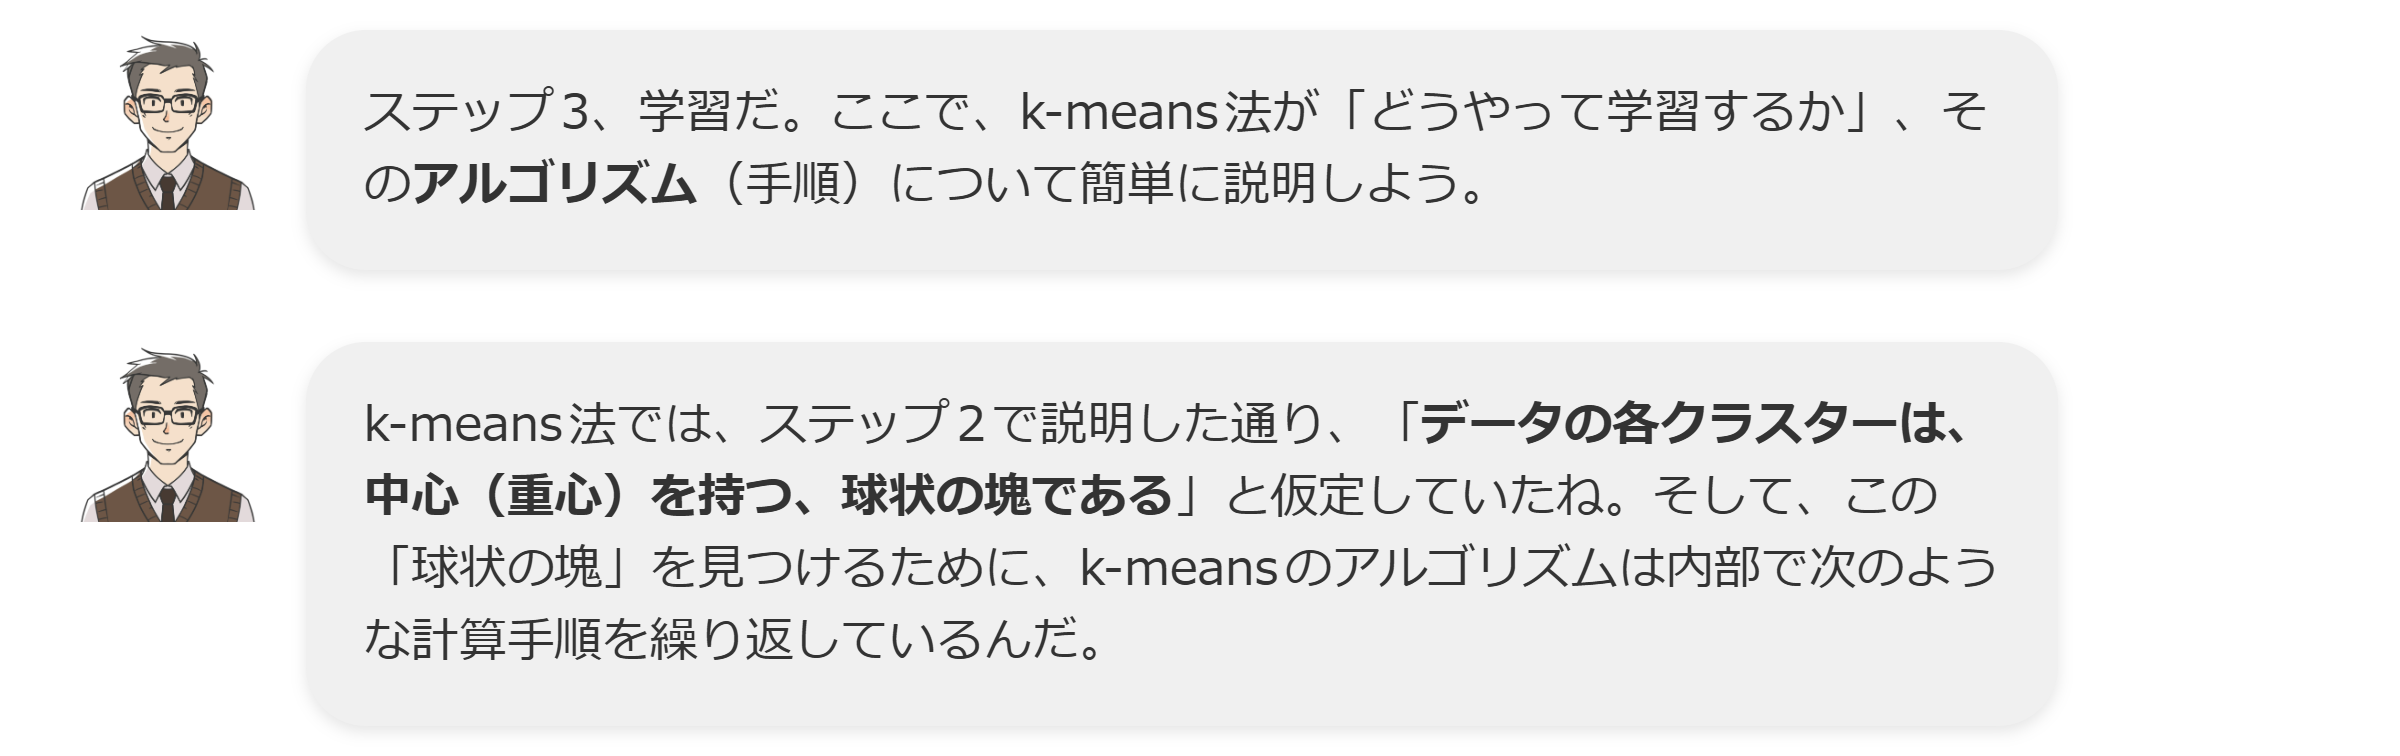 ステップ3、学習だ。ここで、k-means法が「どうやって学習するか」、そ
のアルゴリズム（手順）について簡単に説明しよう。
k-means法では、ステップ2で説明した通り、「データの各クラスターは、
中心（重心）を持つ、球状の塊である」と仮定していたね。そして、この
「球状の塊」を見つけるために、k-meansのアルゴリズムは内部で次のよう
な計算手順を繰り返しているんだ。